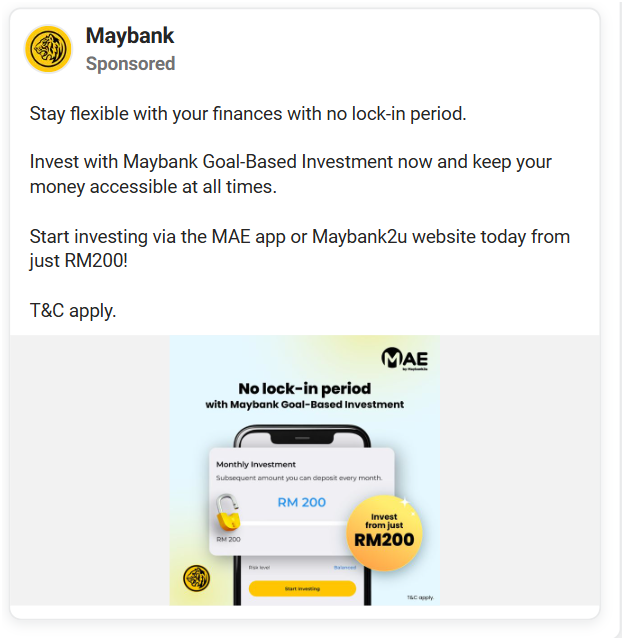 Maybank
Sponsored
Stay flexible with your finances with no lock-in period.
Invest with Maybank Goal-Based Investment now and keep your
money accessible at all times.
Start investing via the MAE app or Maybank2u website today from
just RM200!
T&C apply.
MAE
by Maybank2u
No lock-in period
with Maybank Goal-Based Investment
Monthly Investment
Subsequent amount you can deposit every month.
RM 200
RM 200
Invest
from just
RM200
Risk level Balanced
Start investing
T&C apply.